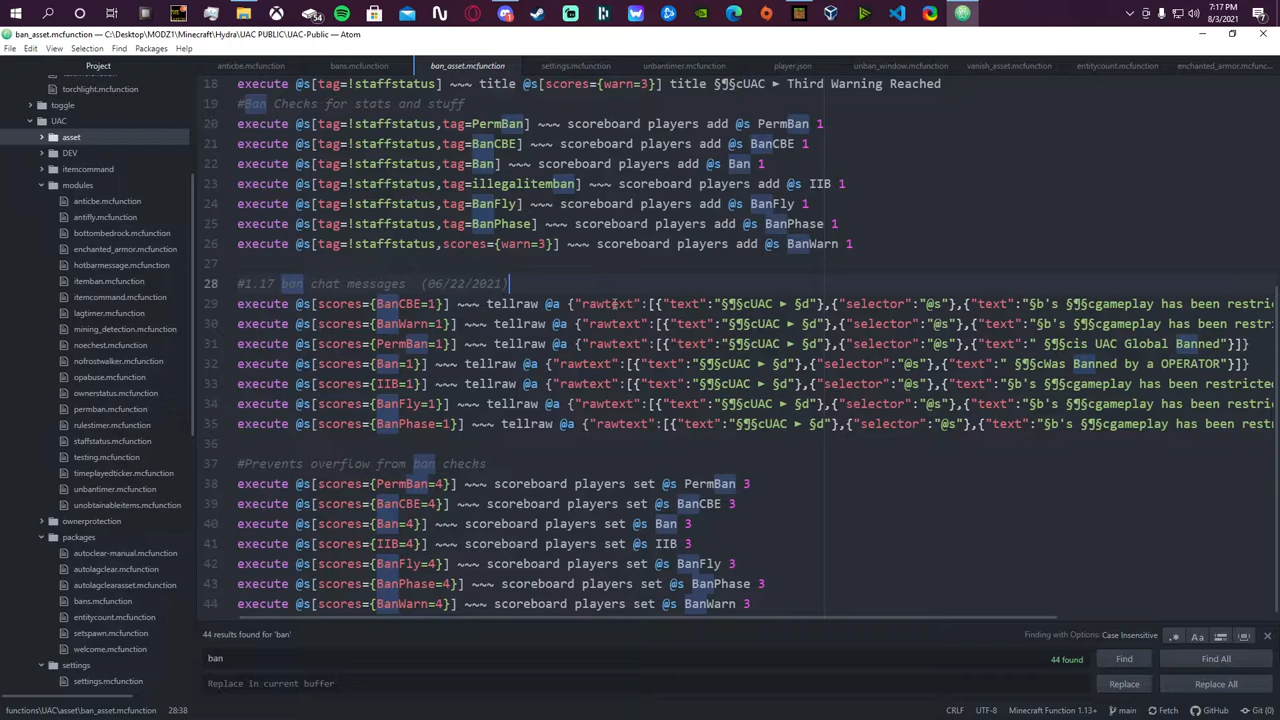 54
7:17 PM
8/3/2021
ban_asset.mcfunction — C:\Desktop\MODZ1\Minecraft\Hydra\UAC PUBLIC\UAC-Public — Atom
File Edit View Selection Find Packages Help
Project
anticbe.mcfunction bans.mcfunction ban_asset.mcfunction settings.mcfunction unbantimer.mcfunction player.json unban_window.mcfunction vanish_asset.mcfunction entitycount.mcfunction enchanted_armor.mcfunc...
torchlight.mcfunction
toggle
UAC
asset
DEV
itemcommand
modules
anticbe.mcfunction
antifly.mcfunction
bottombedrock.mcfunction
enchanted_armor.mcfunction
hotbarmessage.mcfunction
itemban.mcfunction
itemcommand.mcfunction
lagtimer.mcfunction
mining_detection.mcfunction
noechest.mcfunction
nofrostwalker.mcfunction
opabuse.mcfunction
ownerstatus.mcfunction
permban.mcfunction
rulestimer.mcfunction
staffstatus.mcfunction
testing.mcfunction
timeplayedticker.mcfunction
unbantimer.mcfunction
unobtainableitems.mcfunction
ownerprotection
packages
autoclear-manual.mcfunction
autolagclear.mcfunction
autolagclearasset.mcfunction
bans.mcfunction
entitycount.mcfunction
setspawn.mcfunction
welcome.mcfunction
settings
settings.mcfunction
18 execute @s[tag=!staffstatus] ~~~ title @s[scores={warn=3}] title §¶§cUAC ► Third Warning Reached
19 #Ban Checks for stats and stuff
20 execute @s[tag=!staffstatus,tag=PermBan] ~~~ scoreboard players add @s PermBan 1
21 execute @s[tag=!staffstatus,tag=BanCBE] ~~~ scoreboard players add @s BanCBE 1
22 execute @s[tag=!staffstatus,tag=Ban] ~~~ scoreboard players add @s Ban 1
23 execute @s[tag=!staffstatus,tag=illegalitemban] ~~~ scoreboard players add @s IIB 1
24 execute @s[tag=!staffstatus,tag=BanFly] ~~~ scoreboard players add @s BanFly 1
25 execute @s[tag=!staffstatus,tag=BanPhase] ~~~ scoreboard players add @s BanPhase 1
26 execute @s[tag=!staffstatus,scores={warn=3}] ~~~ scoreboard players add @s BanWarn 1
27
28 #1.17 ban chat messages (06/22/2021)
29 execute @s[scores={BanCBE=1}] ~~~ tellraw @a {"rawtext":[{"text":"§¶§cUAC ► §d"},{"selector":"@s"},{"text":"§b's §¶§cgameplay has been restric
30 execute @s[scores={BanWarn=1}] ~~~ tellraw @a {"rawtext":[{"text":"§¶§cUAC ► §d"},{"selector":"@s"},{"text":"§b's §¶§cgameplay has been restri
31 execute @s[scores={PermBan=1}] ~~~ tellraw @a {"rawtext":[{"text":"§¶§cUAC ► §d"},{"selector":"@s"},{"text":" §¶§cis UAC Global Banned"}]}
32 execute @s[scores={Ban=1}] ~~~ tellraw @a {"rawtext":[{"text":"§¶§cUAC ► §d"},{"selector":"@s"},{"text":" §¶§cWas Banned by a OPERATOR"}]}
33 execute @s[scores={IIB=1}] ~~~ tellraw @a {"rawtext":[{"text":"§¶§cUAC ► §d"},{"selector":"@s"},{"text":"§b's §¶§cgameplay has been restricted
34 execute @s[scores={BanFly=1}] ~~~ tellraw @a {"rawtext":[{"text":"§¶§cUAC ► §d"},{"selector":"@s"},{"text":"§b's §¶§cgameplay has been restric
35 execute @s[scores={BanPhase=1}] ~~~ tellraw @a {"rawtext":[{"text":"§¶§cUAC ► §d"},{"selector":"@s"},{"text":"§b's §¶§cgameplay has been restr
36
37 #Prevents overflow from ban checks
38 execute @s[scores={PermBan=4}] ~~~ scoreboard players set @s PermBan 3
39 execute @s[scores={BanCBE=4}] ~~~ scoreboard players set @s BanCBE 3
40 execute @s[scores={Ban=4}] ~~~ scoreboard players set @s Ban 3
41 execute @s[scores={IIB=4}] ~~~ scoreboard players set @s IIB 3
42 execute @s[scores={BanFly=4}] ~~~ scoreboard players set @s BanFly 3
43 execute @s[scores={BanPhase=4}] ~~~ scoreboard players set @s BanPhase 3
44 execute @s[scores={BanWarn=4}] ~~~ scoreboard players set @s BanWarn 3
44 results found for 'ban'
Finding with Options: Case Insensitive
.* Aa
ban
44 found
Find Find All
Replace in current buffer
Replace Replace All
functions\UAC\asset\ban_asset.mcfunction 28:38
CRLF UTF-8 Minecraft Function 1.13+ main Fetch GitHub Git (0)